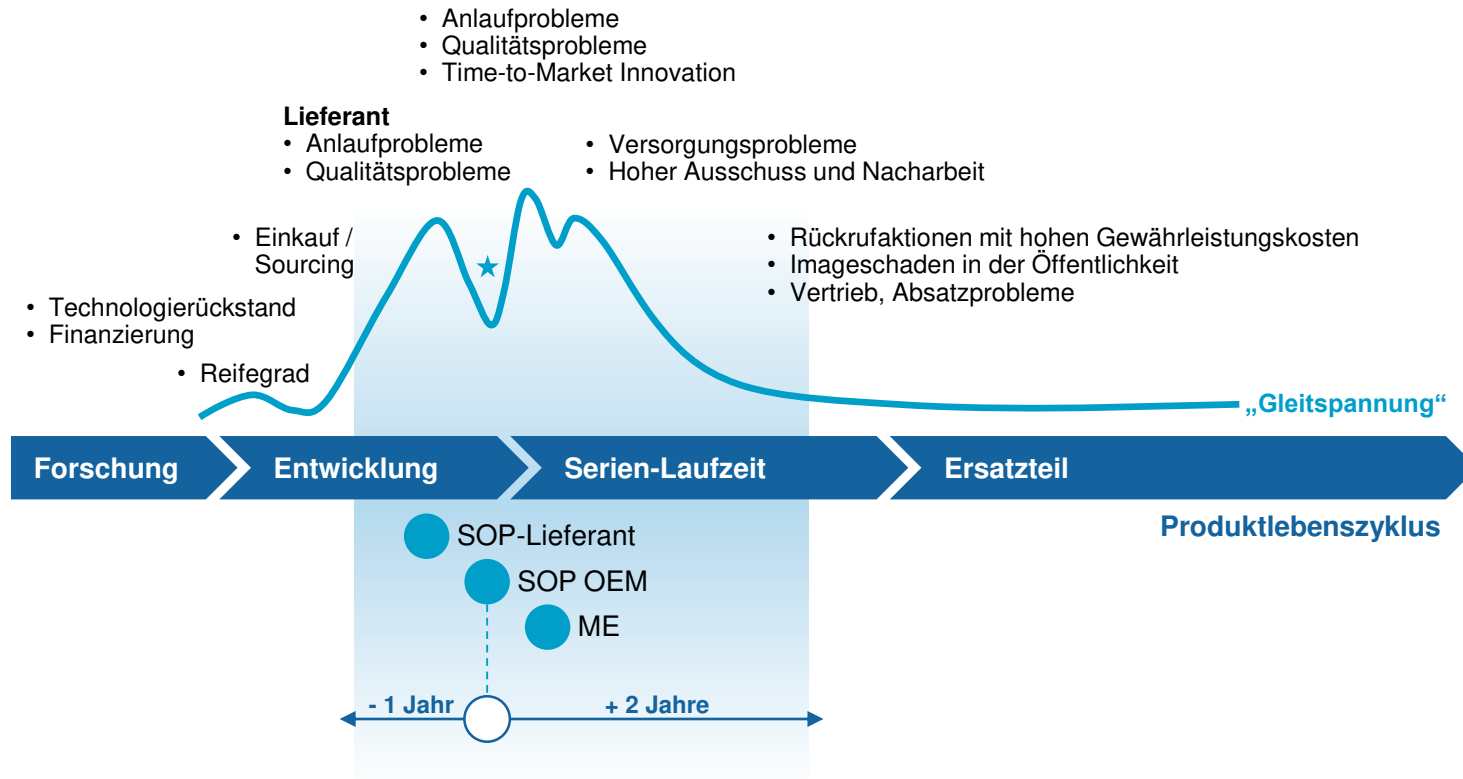 • Anlaufprobleme
• Qualitätsprobleme
• Time-to-Market Innovation
Lieferant
• Anlaufprobleme
• Qualitätsprobleme
• Versorgungsprobleme
• Hoher Ausschuss und Nacharbeit
• Einkauf /
Sourcing
• Rückrufaktionen mit hohen Gewährleistungskosten
• Imageschaden in der Öffentlichkeit
• Vertrieb, Absatzprobleme
• Technologierückstand
• Finanzierung
• Reifegrad
„Gleitspannung“
Forschung
Entwicklung
Serien-Laufzeit
Ersatzteil
Produktlebenszyklus
SOP-Lieferant
SOP OEM
ME
- 1 Jahr
+ 2 Jahre